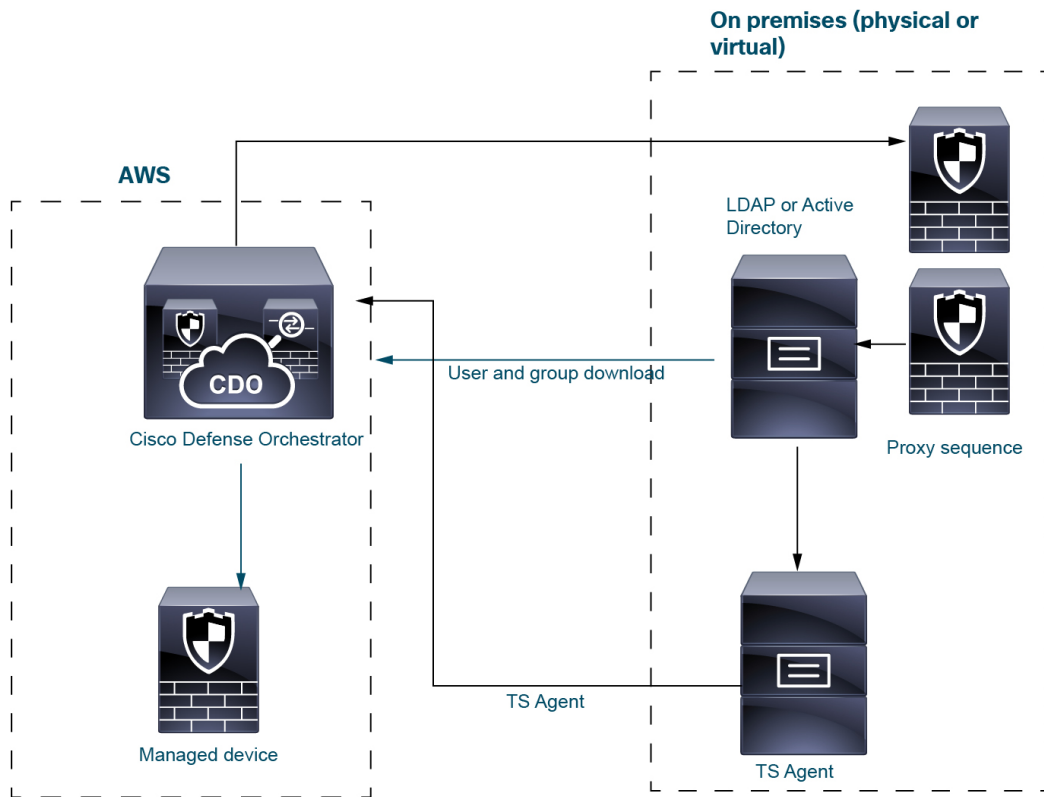 On premises (physical or
virtual)
AWS
LDAP or Active
Directory
CDO
User and group download
Cisco Defense Orchestrator
Proxy sequence
TS Agent
Managed device
TS Agent